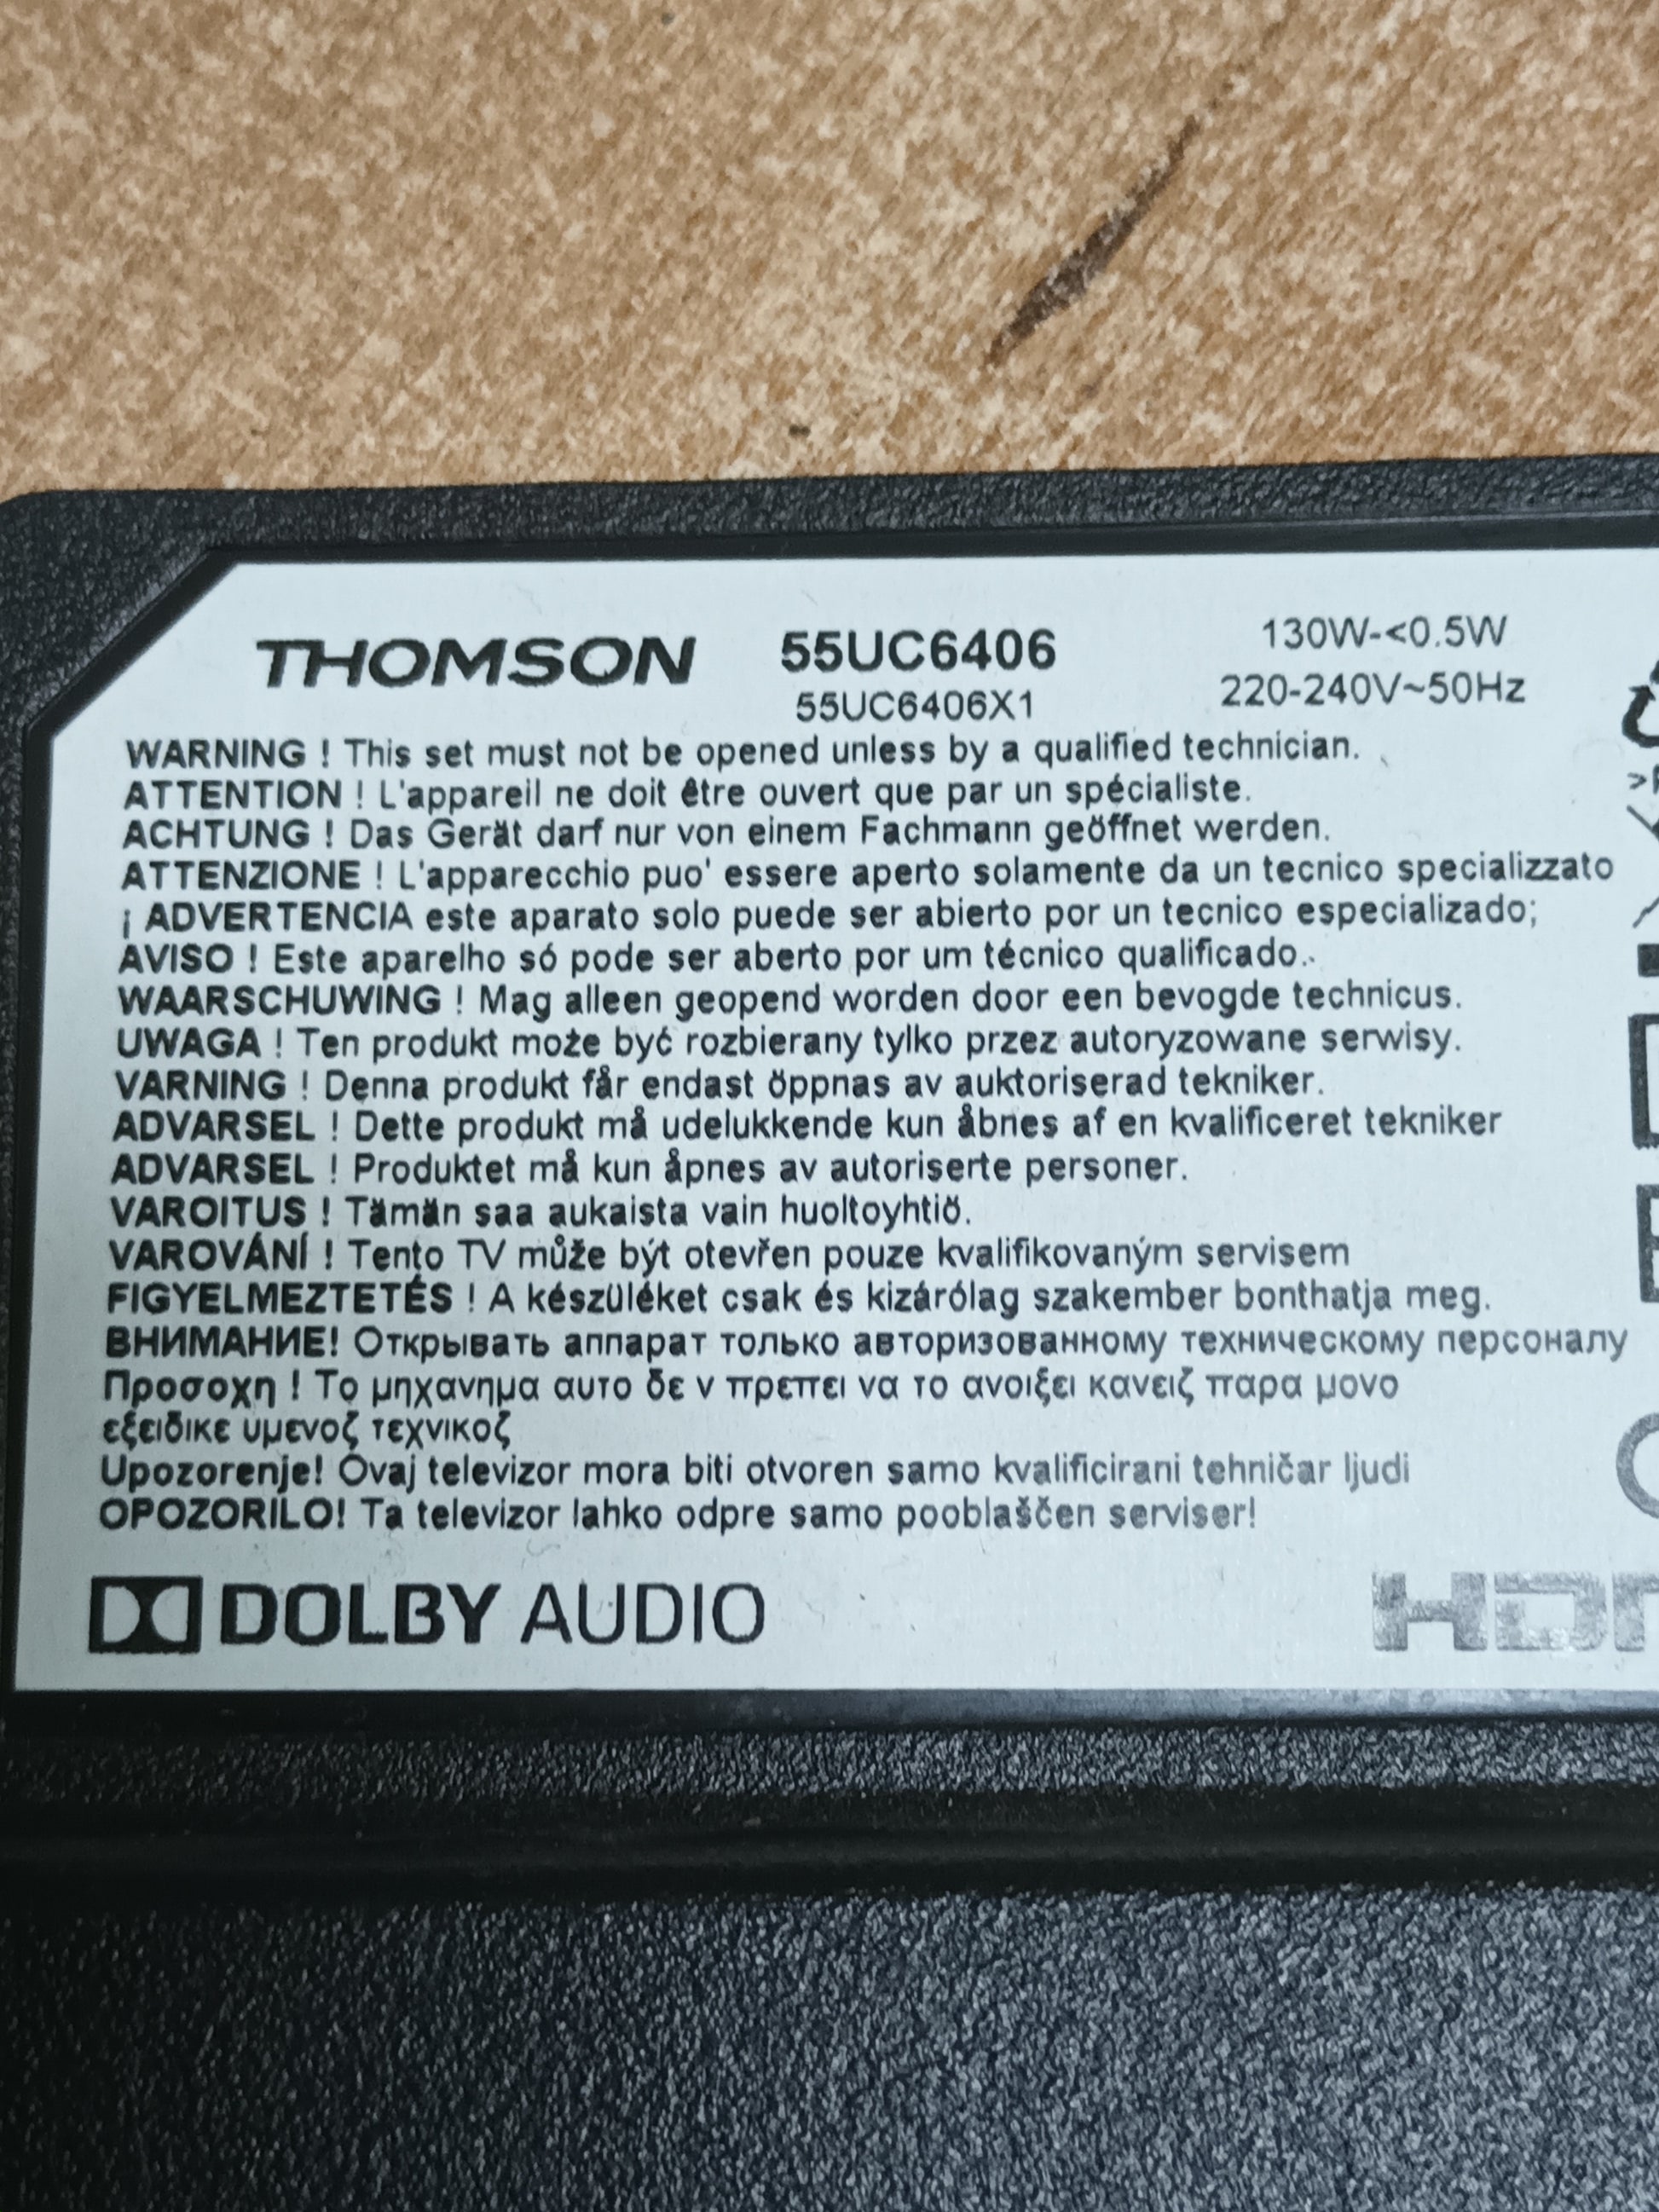 THOMSON 55UC6406 130W-<0.5W
55UC6406X1 220-240V~50Hz
WARNING ! This set must not be opened unless by a qualified technician.
ATTENTION ! L'appareil ne doit être ouvert que par un spécialiste.
ACHTUNG ! Das Gerät darf nur von einem Fachmann geöffnet werden.
ATTENZIONE ! L'apparecchio puo' essere aperto solamente da un tecnico specializzato
¡ ADVERTENCIA este aparato solo puede ser abierto por un tecnico especializado;
AVISO ! Este aparelho só pode ser aberto por um técnico qualificado.
WAARSCHUWING ! Mag alleen geopend worden door een bevogde technicus.
UWAGA ! Ten produkt może być rozbierany tylko przez autoryzowane serwisy.
VARNING ! Denna produkt får endast öppnas av auktoriserad tekniker.
ADVARSEL ! Dette produkt må udelukkende kun åbnes af en kvalificeret tekniker
ADVARSEL ! Produktet må kun åpnes av autoriserte personer.
VAROITUS ! Tämän saa aukaista vain huoltoyhtiö.
VAROVÁNÍ ! Tento TV může být otevřen pouze kvalifikovaným servisem
FIGYELMEZTETÉS ! A készüléket csak és kizárólag szakember bonthatja meg.
ВНИМАНИЕ! Открывать аппарат только авторизованному техническому персоналу
Προσοχη ! Το μηχανημα αυτο δε ν πρεπει να το ανοιξει κανειζ παρα μονο
εξειδικε υμενοζ τεχνικοζ
Upozorenje! Ovaj televizor mora biti otvoren samo kvalificirani tehničar ljudi
OPOZORILO! Ta televizor lahko odpre samo pooblaščen serviser!
DOLBY AUDIO